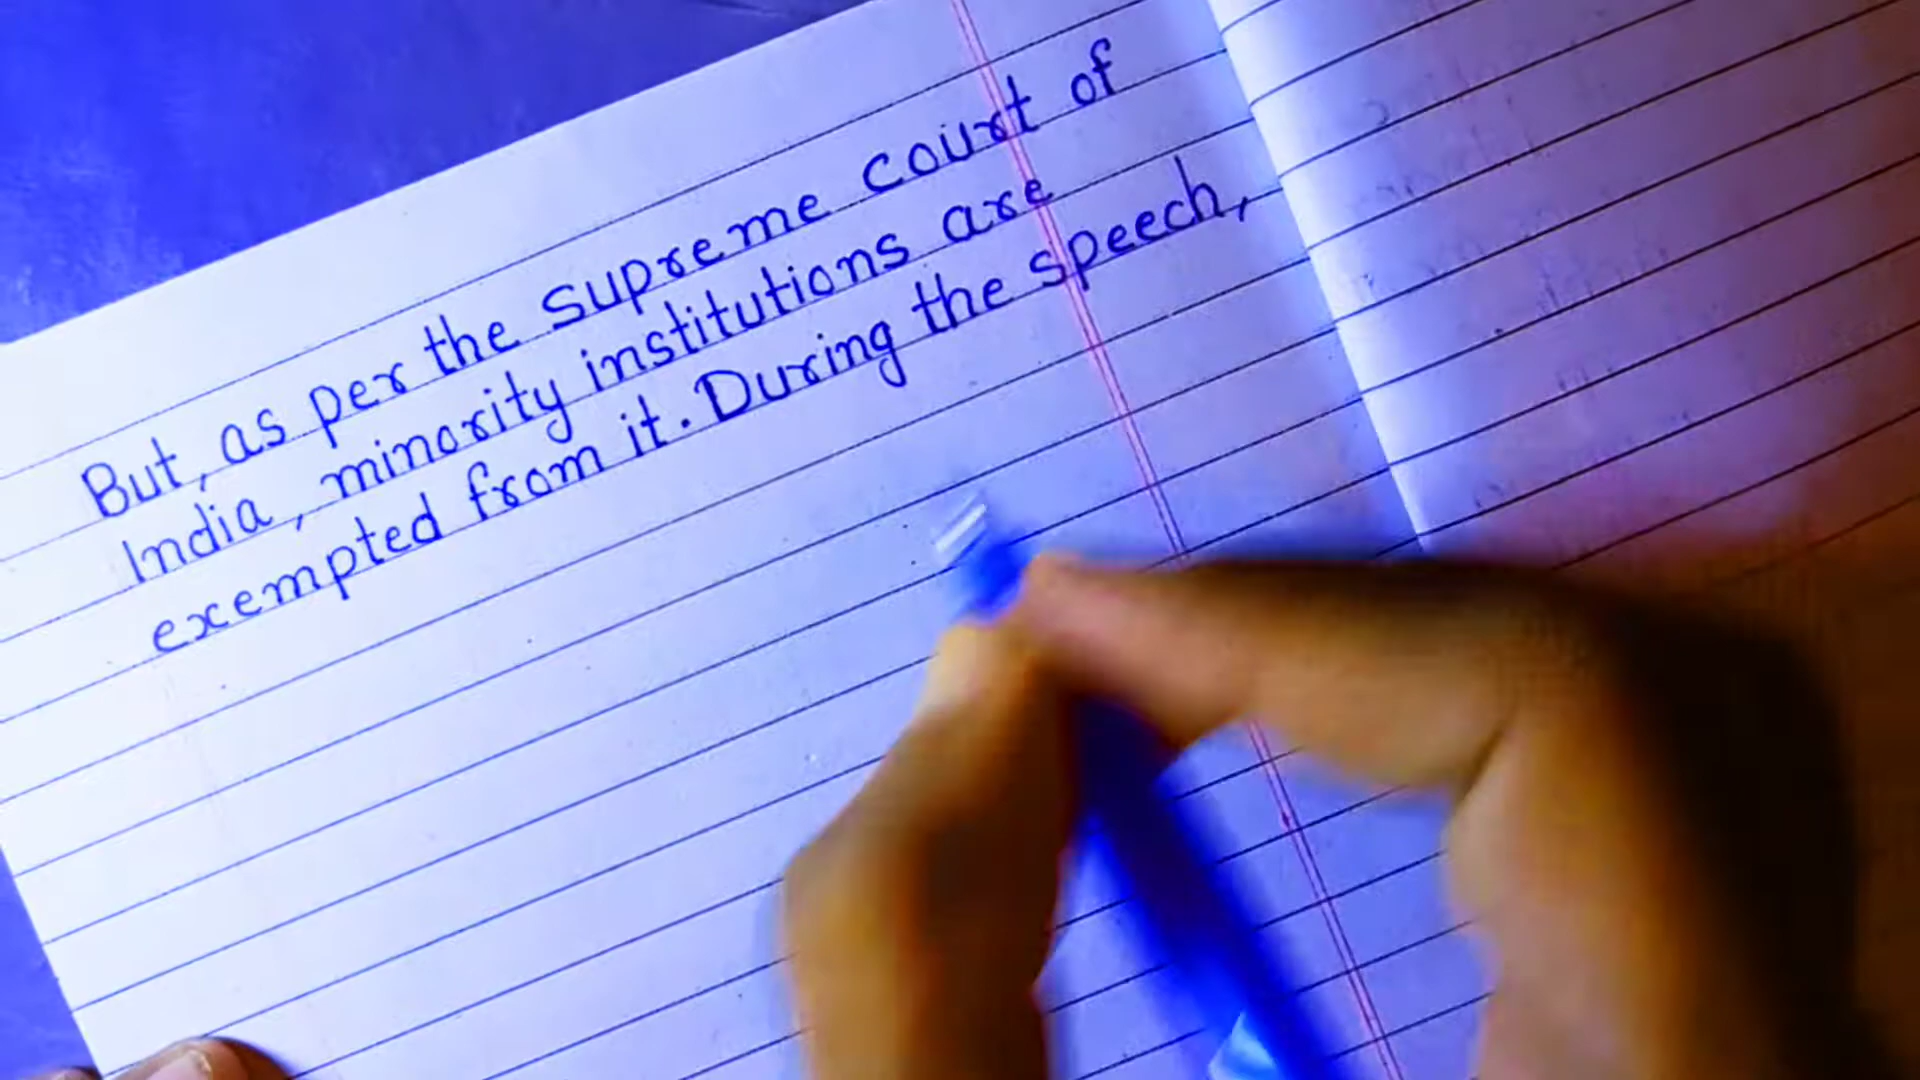 But, as per the supreme court of
India, minority institutions are
exempted from it. During the speech,